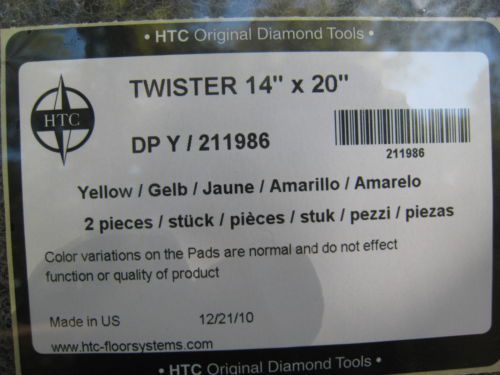 • HTC Original Diamond Tools •
TWISTER 14" x 20"
HTC
DP Y / 211986
211986
Yellow / Gelb / Jaune / Amarillo / Amarelo
2 pieces / stück / pièces / stuk / pezzi / piezas
Color variations on the Pads are normal and do not effect
function or quality of product
Made in US 12/21/10
www.htc-floorsystems.com
• HTC Original Diamond Tools •